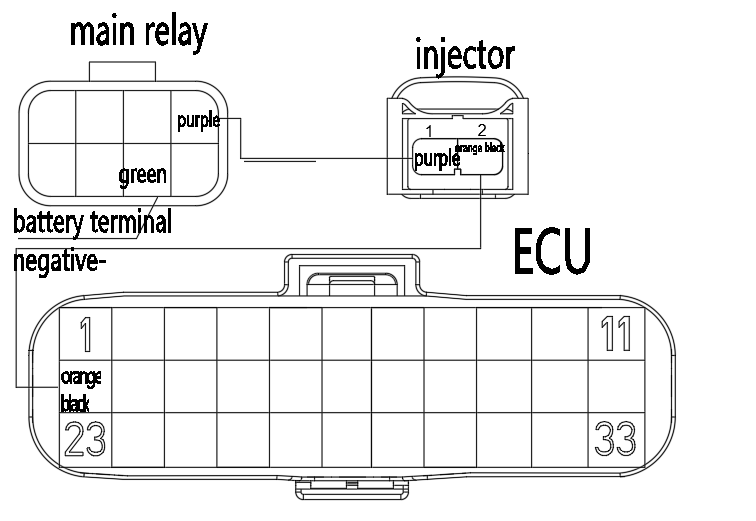 main relay
injector
purple
1 2
purple orange black
green
battery terminal
negative-
ECU
1 11
orange
black
23 33